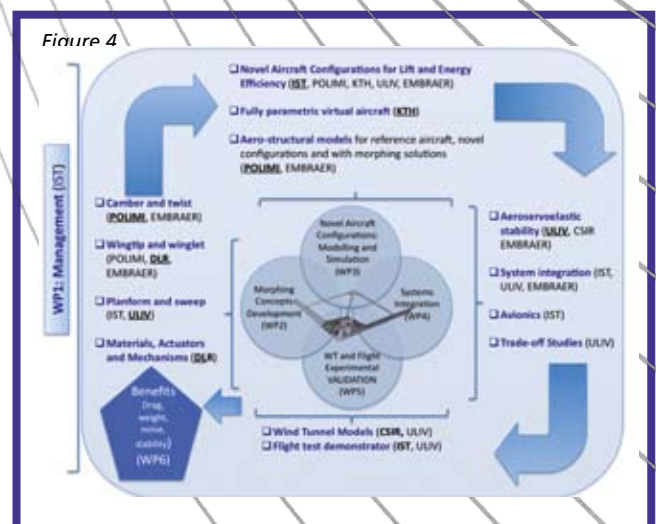 Figure 4
WP1: Management (IST)
❑ Novel Aircraft Configurations for Lift and Energy
Efficiency (IST, POLIMI, KTH, ULIV, EMBRAER)
❑ Fully parametric virtual aircraft (KTH)
❑ Aero-structural models for reference aircraft, novel
configurations and with morphing solutions
(POLIMI, EMBRAER)
❑ Camber and twist
(POLIMI, EMBRAER)
❑ Wingtip and winglet
(POLIMI, DLR,
EMBRAER)
❑ Planform and sweep
(IST, ULIV)
❑ Materials, Actuators
and Mechanisms (DLR)
Novel Aircraft
Configurations:
Modelling and
Simulation
(WP3)
Morphing
Concepts
Development
(WP2)
Systems
Integration
(WP4)
WT and Flight
Experimental
VALIDATION
(WP5)
❑ Aeroservoelastic
stability (ULIV, CSIR
EMBRAER)
❑ System integration (IST,
ULIV, EMBRAER)
❑ Avionics (IST)
❑ Trade-off Studies (ULIV)
Benefits
Drag,
weight,
noise,
stability)
(WP6)
❑ Wind Tunnel Models (CSIR, ULIV)
❑ Flight test demonstrator (IST, ULIV)